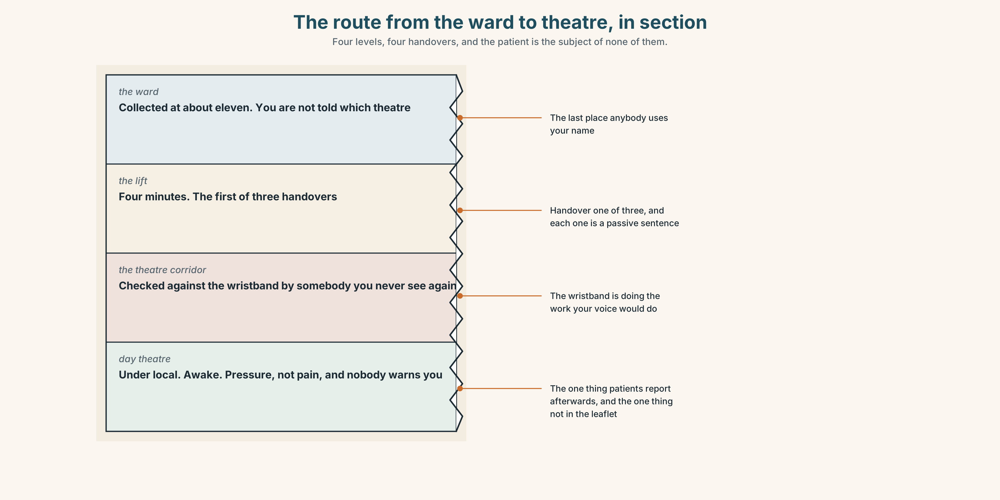 The route from the ward to theatre, in section
Four levels, four handovers, and the patient is the subject of none of them.
the ward
Collected at about eleven. You are not told which theatre
The last place anybody uses
your name
the lift
Four minutes. The first of three handovers
Handover one of three, and
each one is a passive sentence
the theatre corridor
Checked against the wristband by somebody you never see again
The wristband is doing the
work your voice would do
day theatre
Under local. Awake. Pressure, not pain, and nobody warns you
The one thing patients report
afterwards, and the one thing
not in the leaflet